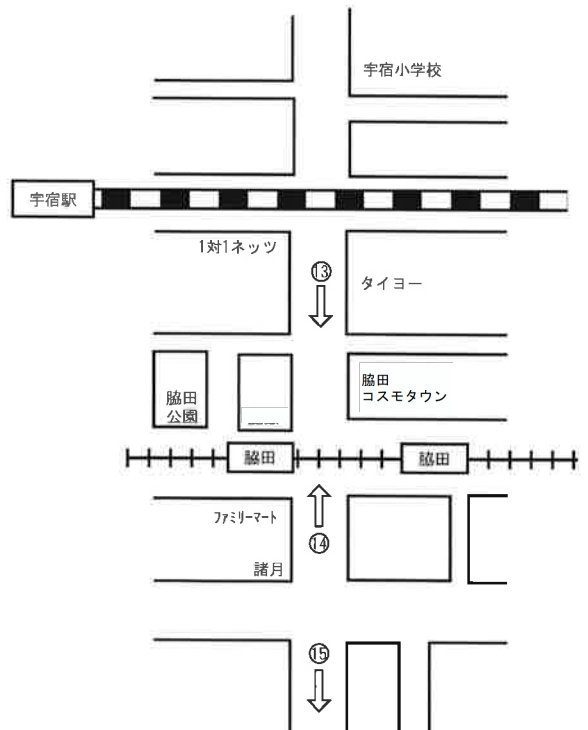 宇宿小学校
宇宿駅
1対1ネッツ
⑬
タイヨー
脇田
公園
脇田
コスモタウン
脇田
脇田
ファミリーマート
⑭
諸月
⑮